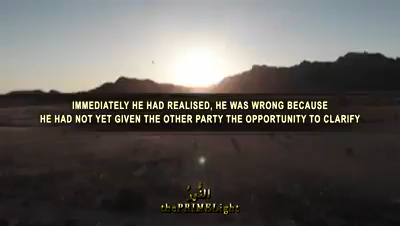 IMMEDIATELY HE HAD REALISED, HE WAS WRONG BECAUSE
HE HAD NOT YET GIVEN THE OTHER PARTY THE OPPORTUNITY TO CLARIFY
thePRIMELight